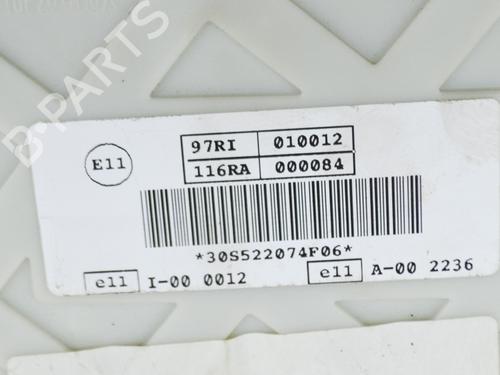 B-PARTS
E11
97RI 010012
116RA 000084
*30S522074F06*
e11 I-00 0012
e11 A-00 2236